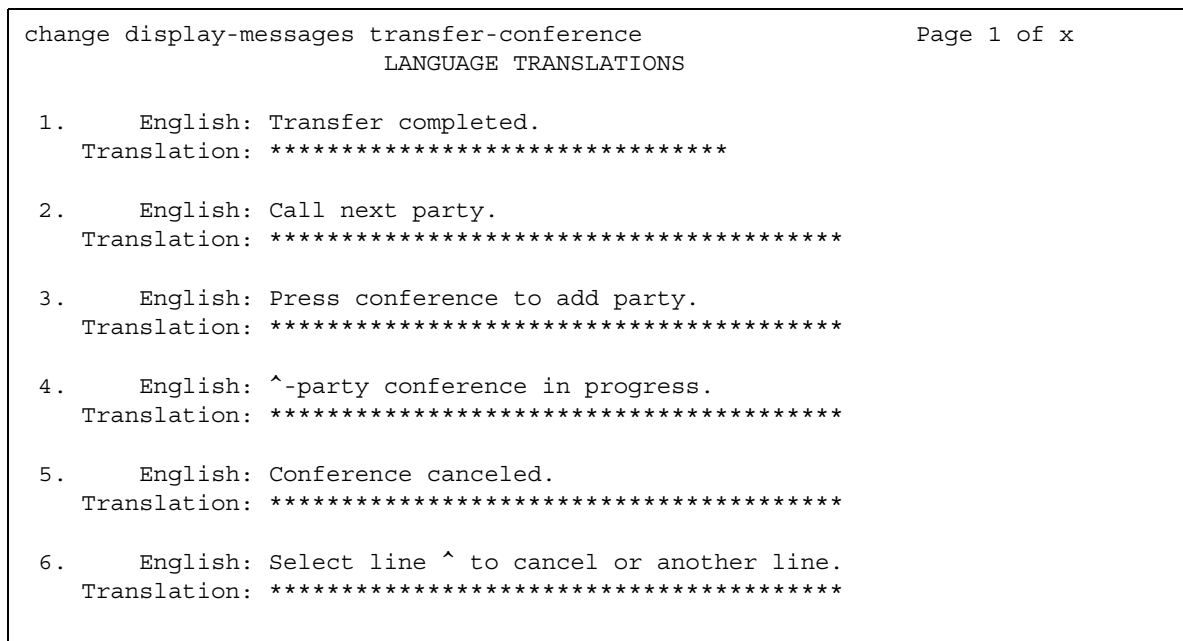 change display-messages transfer-conference Page 1 of x
LANGUAGE TRANSLATIONS
1. English: Transfer completed.
Translation: ********************************
2. English: Call next party.
Translation: ****************************************
3. English: Press conference to add party.
Translation: ****************************************
4. English: ^-party conference in progress.
Translation: ****************************************
5. English: Conference canceled.
Translation: ****************************************
6. English: Select line ^ to cancel or another line.
Translation: ****************************************